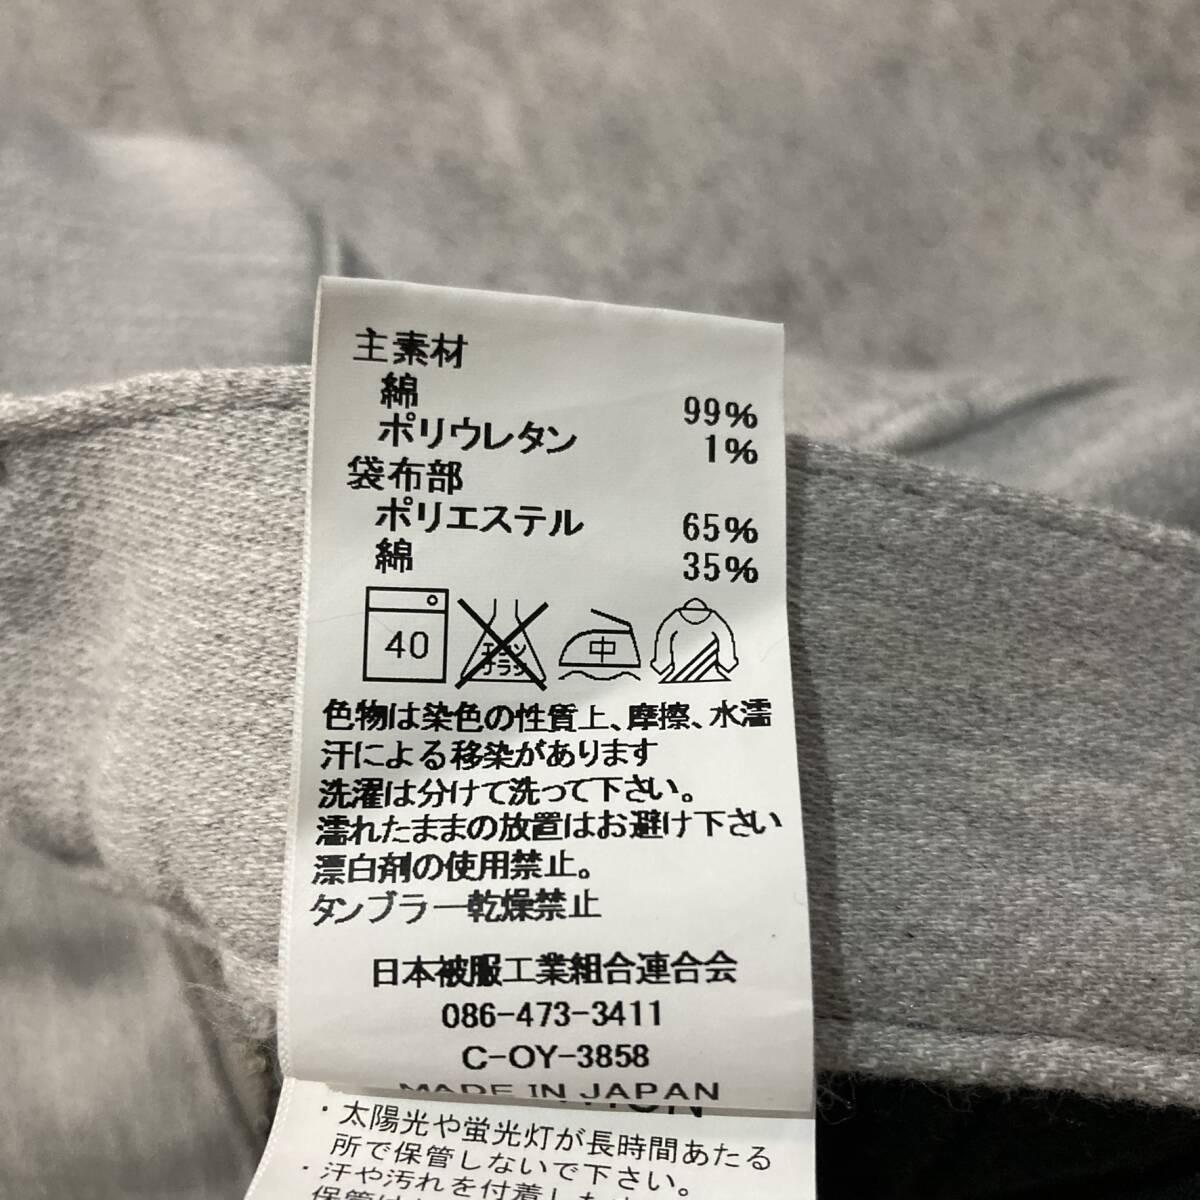 主素材
綿 99%
ポリウレタン 1%
袋布部
ポリエステル 65%
綿 35%
40
エンソ
ナラサ
中
色物は染色の性質上、摩擦、水濡
汗による移染があります
洗濯は分けて洗って下さい。
濡れたままの放置はお避け下さい
漂白剤の使用禁止。
タンブラー乾燥禁止
日本被服工業組合連合会
086-473-3411
C-OY-3858
MADE IN JAPAN
・太陽光や蛍光灯が長時間あたる
所で保管しないで下さい。
・汗や汚れを付着した